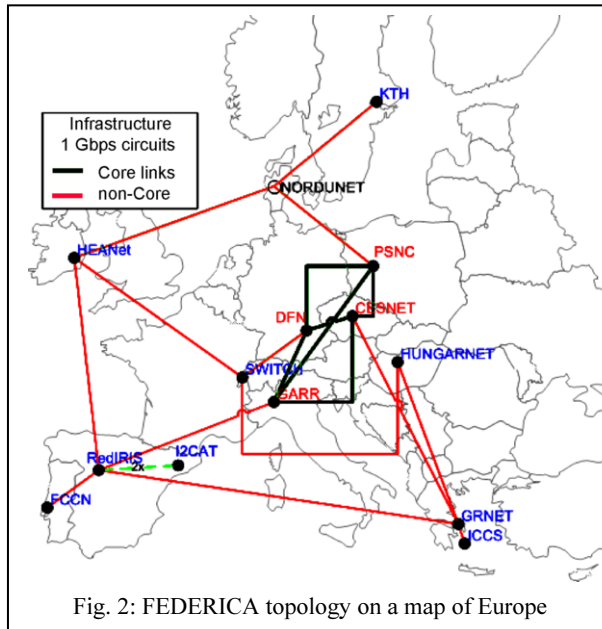 KTH
Infrastructure
1 Gbps circuits
Core links
non-Core
NORDUNET
HEANet
PSNC
DFN
CESNET
HUNGARNET
SWITCH
GARR
RedIRIS
2x
I2CAT
FCCN
GRNET
ICCS
Fig. 2: FEDERICA topology on a map of Europe